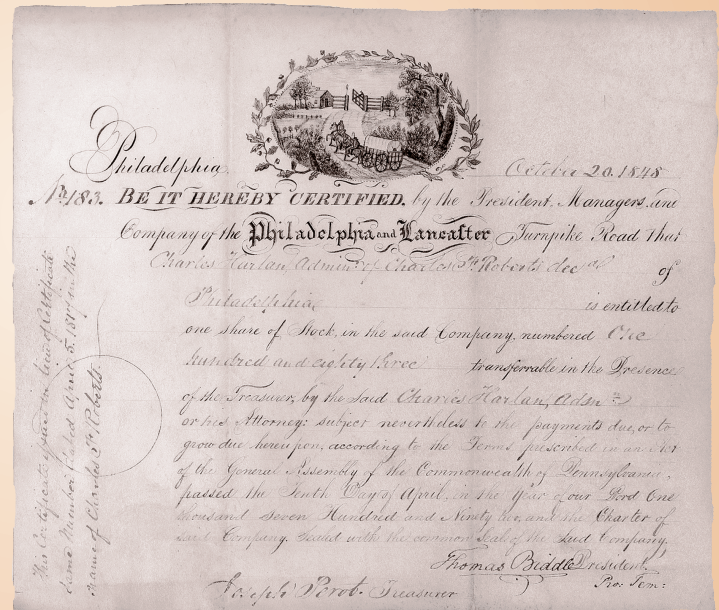 Philadelphia October 20. 1848
No. 183. BE IT HEREBY CERTIFIED, by the President, Managers, and
Company of the Philadelphia and Lancaster Turnpike Road That
Charles Harlan, Admin. of Charles Roberts decd. of
Philadelphia, is entitled to
one share of Stock, in the said Company, numbered One
hundred and eighty three transferrable in the Presence
of the Treasurer, by the said Charles Harlan, Adm.
or his Attorney: subject nevertheless to the payments due, or to
grow due hereupon, according to the Terms prescribed in an Act
of the General Assembly of the Commonwealth of Pennsylvania,
passed the Tenth Day of April, in the Year of our Lord One
thousand seven Hundred and Ninety and the Charter of
said Company. Sealed with the common Seal of the said Company,
Thomas Biddle President.
Pro: Tem:
Joseph Perot. Treasurer
This Certificate issued in lieu of Certificate
same number dated April 5. in the
name of Charles Roberts.